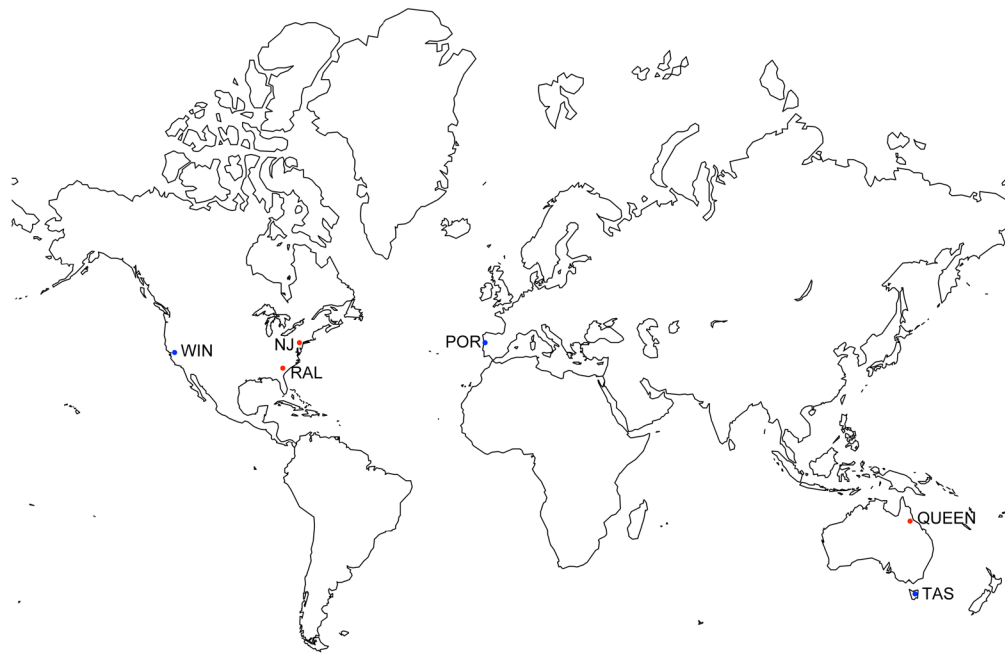 POR
NJ
WIN
RAL
QUEEN
TAS